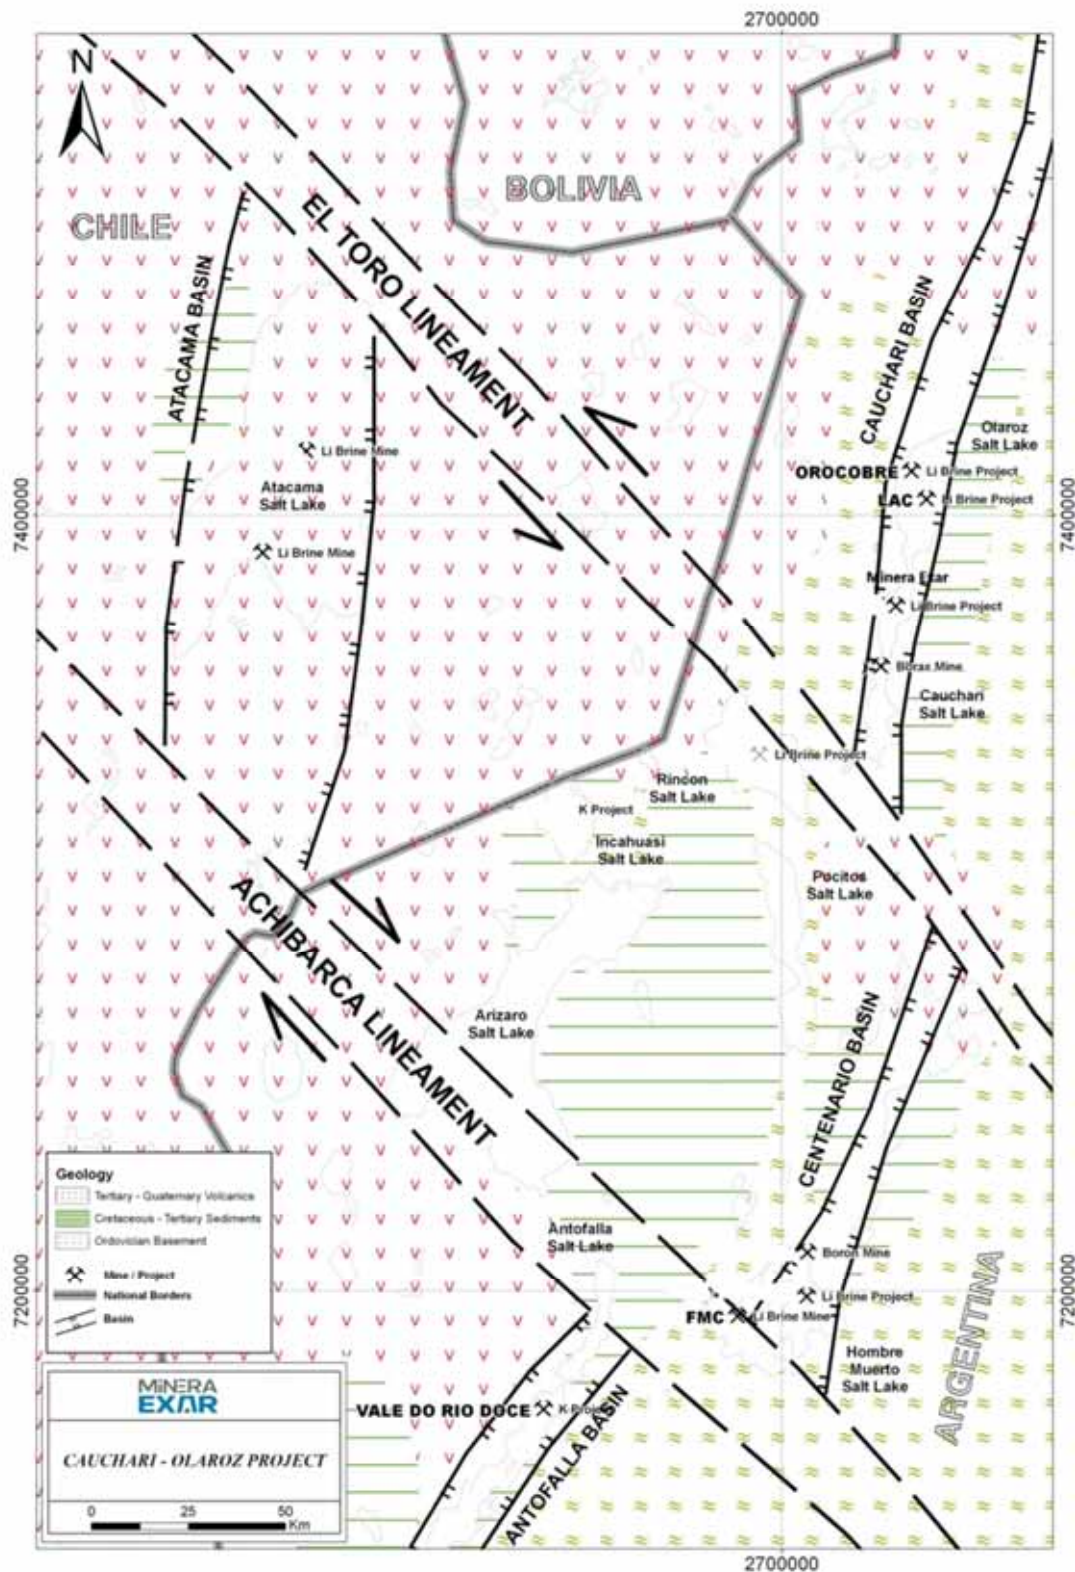 2700000
N
BOLIVIA
CHILE
EL TORO LINEAMENT
ATACAMA BASIN
CAUCHARI BASIN
Olaroz
Salt Lake
Li Brine Mine
OROCOBRE
Li Brine Project
Atacama
Salt Lake
LAC
Li Brine Project
7400000
7400000
Li Brine Mine
Minera Exar
Li Brine Project
Borax Mine
Cauchari
Salt Lake
Li Brine Project
Rincon
Salt Lake
K Project
Incahuasi
Salt Lake
Pocitos
Salt Lake
ACHIBARCA LINEAMENT
Arizaro
Salt Lake
CENTENARIO BASIN
Geology
Tertiary - Quaternary Volcanics
Cretaceous - Tertiary Sediments
Ordovician Basement
Mine / Project
National Borders
Basin
Antofalla
Salt Lake
Boron Mine
ARGENTINA
7200000
7200000
Li Brine Project
FMC
Li Brine Mine
Hombre
Muerto
Salt Lake
MINERA
EXAR
VALE DO RIO DOCE
K Project
ANTOFALLA BASIN
CAUCHARI - OLAROZ PROJECT
0 25 50
Km
2700000